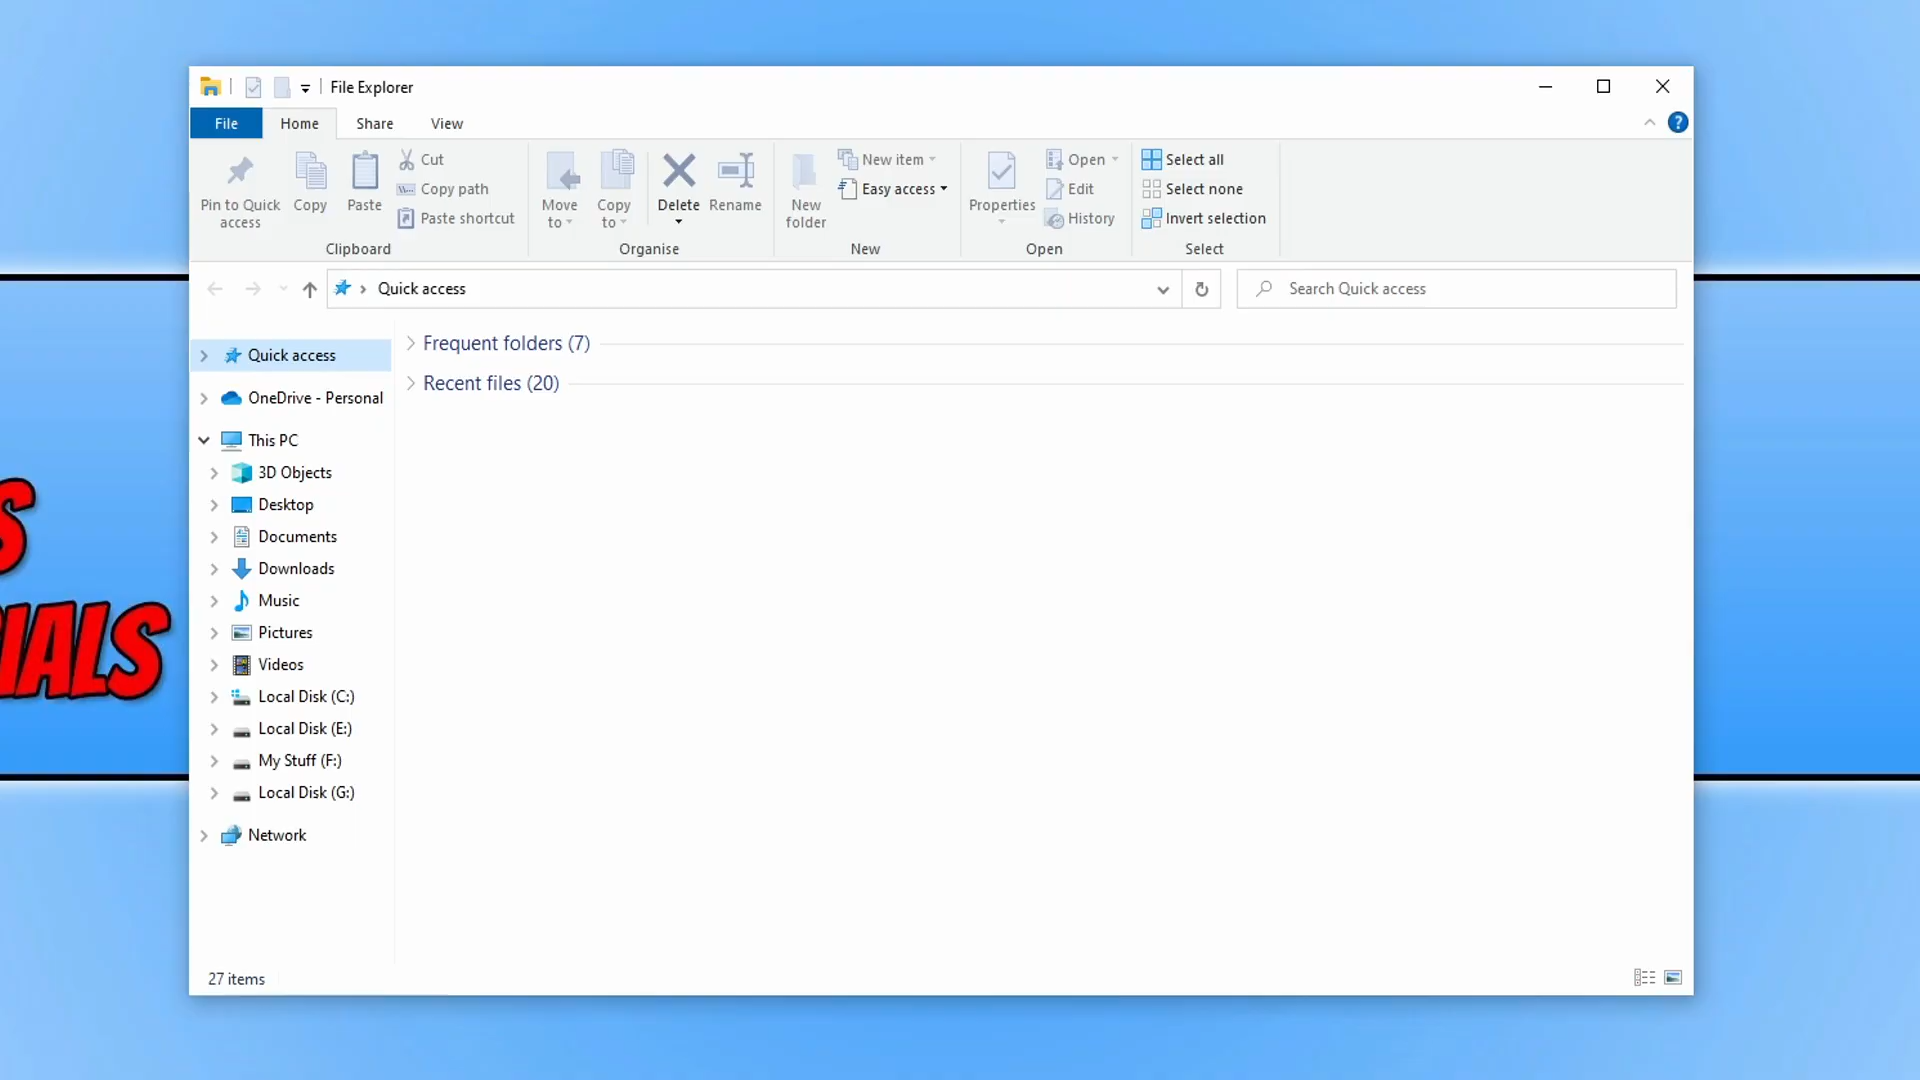 File Explorer
File Home Share View
Pin to Quick access
Copy
Paste
Cut
Copy path
Paste shortcut
Clipboard
Move to
Copy to
Delete
Rename
Organise
New folder
New item
Easy access
New
Properties
Open
Edit
History
Open
Select all
Select none
Invert selection
Select
Quick access
Search Quick access
Quick access
OneDrive - Personal
This PC
3D Objects
Desktop
Documents
Downloads
Music
Pictures
Videos
Local Disk (C:)
Local Disk (E:)
My Stuff (F:)
Local Disk (G:)
Network
Frequent folders (7)
Recent files (20)
27 items
S
IALS